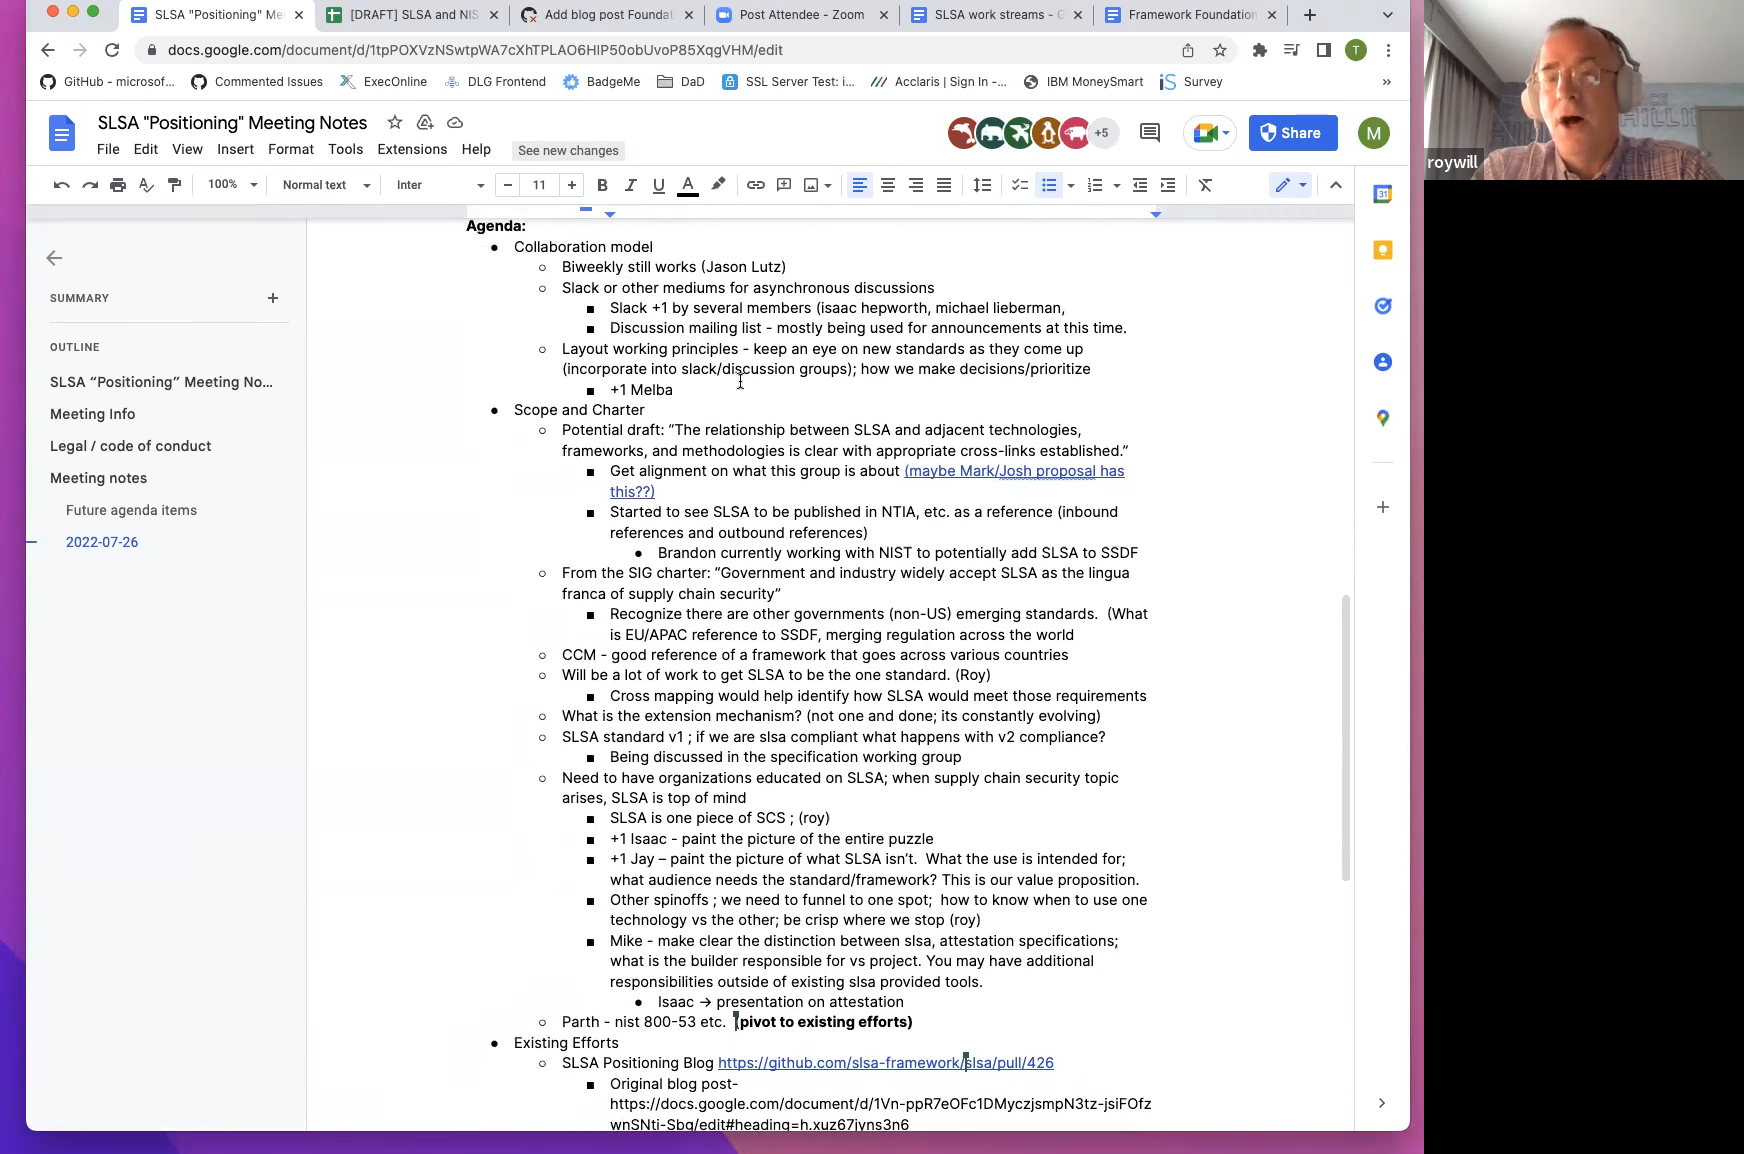 SLSA "Positioning" Me
[DRAFT] SLSA and NIS
Add blog post Foundat
Post Attendee - Zoom
SLSA work streams - G
Framework Foundation
docs.google.com/document/d/1tpPOXVzNSwtpWA7cXhTPLAO6HIP50obUvoP85XqgVHM/edit
T
GitHub - microsof...
Commented Issues
ExecOnline
DLG Frontend
BadgeMe
DaD
SSL Server Test: i...
Acclaris | Sign In -...
IBM MoneySmart
Survey
»
SLSA "Positioning" Meeting Notes
+5
Share
M
File Edit View Insert Format Tools Extensions Help
See new changes
100%
Normal text
Inter
11
B I U A
31
SUMMARY
OUTLINE
SLSA “Positioning” Meeting No...
Meeting Info
Legal / code of conduct
Meeting notes
Future agenda items
2022-07-26
Agenda:
Collaboration model
Biweekly still works (Jason Lutz)
Slack or other mediums for asynchronous discussions
Slack +1 by several members (isaac hepworth, michael lieberman,
Discussion mailing list - mostly being used for announcements at this time.
Layout working principles - keep an eye on new standards as they come up
(incorporate into slack/discussion groups); how we make decisions/prioritize
+1 Melba
Scope and Charter
Potential draft: “The relationship between SLSA and adjacent technologies,
frameworks, and methodologies is clear with appropriate cross-links established.”
Get alignment on what this group is about (maybe Mark/Josh proposal has
this??)
Started to see SLSA to be published in NTIA, etc. as a reference (inbound
references and outbound references)
Brandon currently working with NIST to potentially add SLSA to SSDF
From the SIG charter: “Government and industry widely accept SLSA as the lingua
franca of supply chain security”
Recognize there are other governments (non-US) emerging standards.  (What
is EU/APAC reference to SSDF, merging regulation across the world
CCM - good reference of a framework that goes across various countries
Will be a lot of work to get SLSA to be the one standard. (Roy)
Cross mapping would help identify how SLSA would meet those requirements
What is the extension mechanism? (not one and done; its constantly evolving)
SLSA standard v1 ; if we are slsa compliant what happens with v2 compliance?
Being discussed in the specification working group
Need to have organizations educated on SLSA; when supply chain security topic
arises, SLSA is top of mind
SLSA is one piece of SCS ; (roy)
+1 Isaac - paint the picture of the entire puzzle
+1 Jay – paint the picture of what SLSA isn’t.  What the use is intended for;
what audience needs the standard/framework? This is our value proposition.
Other spinoffs ; we need to funnel to one spot;  how to know when to use one
technology vs the other; be crisp where we stop (roy)
Mike - make clear the distinction between slsa, attestation specifications;
what is the builder responsible for vs project. You may have additional
responsibilities outside of existing slsa provided tools.
Isaac → presentation on attestation
Parth - nist 800-53 etc.  (pivot to existing efforts)
Existing Efforts
SLSA Positioning Blog https://github.com/slsa-framework/slsa/pull/426
Original blog post-
https://docs.google.com/document/d/1Vn-ppR7eOFc1DMyczjsmpN3tz-jsiFOfz
wnSNti-Sbg/edit#heading=h.xuz67jyns3n6
roywill